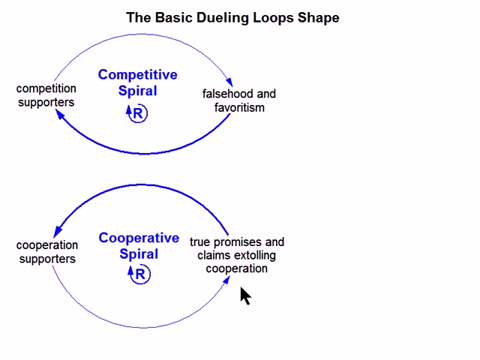 The Basic Dueling Loops Shape
Competitive
Spiral
R
competition
supporters
falsehood and
favoritism
Cooperative
Spiral
R
cooperation
supporters
true promises and
claims extolling
cooperation